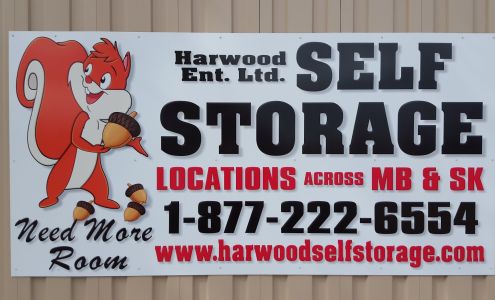 Harwood
Ent. Ltd.
SELF
STORAGE
LOCATIONS ACROSS MB & SK
1-877-222-6554
www.harwoodselfstorage.com
Need More
Room